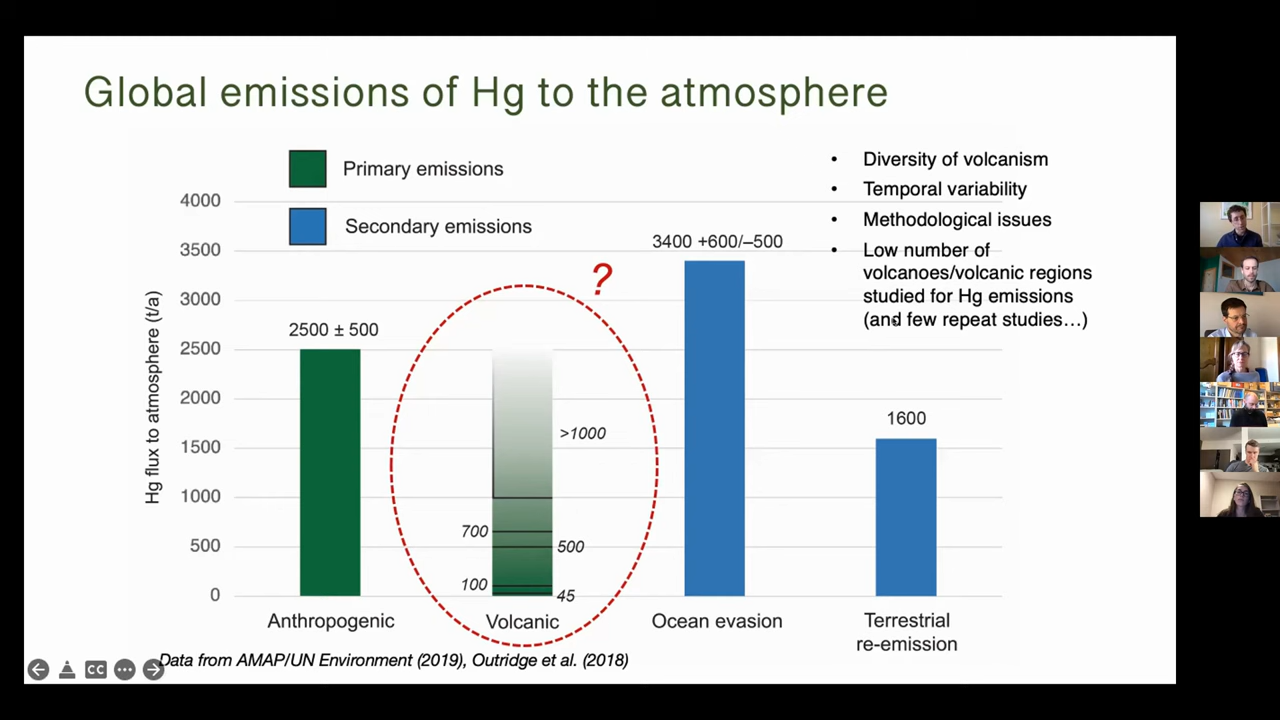 Global emissions of Hg to the atmosphere
Primary emissions
Secondary emissions
• Diversity of volcanism
• Temporal variability
• Methodological issues
• Low number of
volcanoes/volcanic regions
studied for Hg emissions
(and few repeat studies…)
Hg flux to atmosphere (t/a)
4000
3500
3000
2500
2000
1500
1000
500
0
2500 ± 500
?
>1000
700
500
100
45
3400 +600/–500
1600
Anthropogenic
Volcanic
Ocean evasion
Terrestrial
re-emission
Data from AMAP/UN Environment (2019), Outridge et al. (2018)
CC